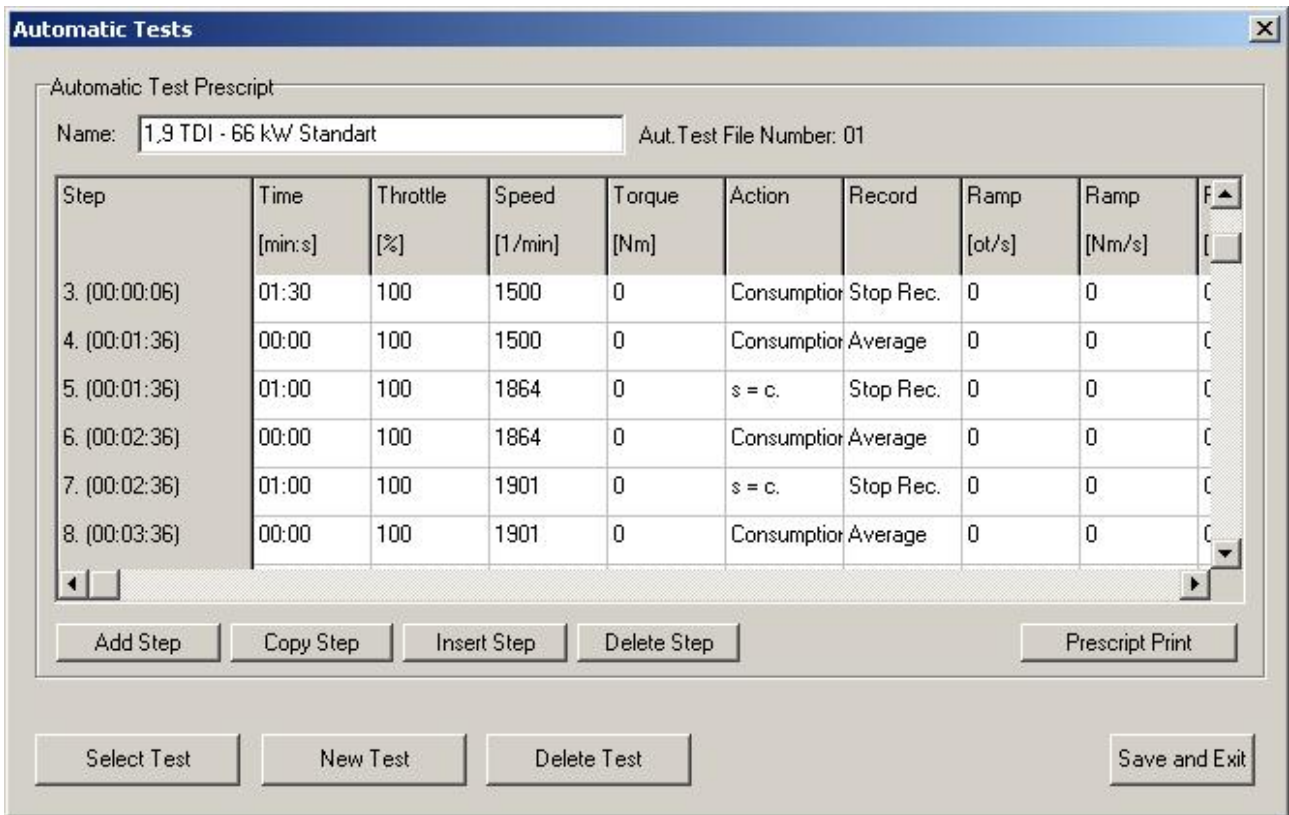 Automatic Tests
Automatic Test Prescript
Name: 1,9 TDI - 66 kW Standart Aut.Test File Number: 01
Step Time Throttle Speed Torque Action Record Ramp Ramp
[min:s] [%] [1/min] [Nm] [ot/s] [Nm/s]
3. (00:00:06) 01:30 100 1500 0 Consumption Stop Rec. 0 0
4. (00:01:36) 00:00 100 1500 0 Consumption Average 0 0
5. (00:01:36) 01:00 100 1864 0 s = c. Stop Rec. 0 0
6. (00:02:36) 00:00 100 1864 0 Consumption Average 0 0
7. (00:02:36) 01:00 100 1901 0 s = c. Stop Rec. 0 0
8. (00:03:36) 00:00 100 1901 0 Consumption Average 0 0
Add Step Copy Step Insert Step Delete Step Prescript Print
Select Test New Test Delete Test Save and Exit